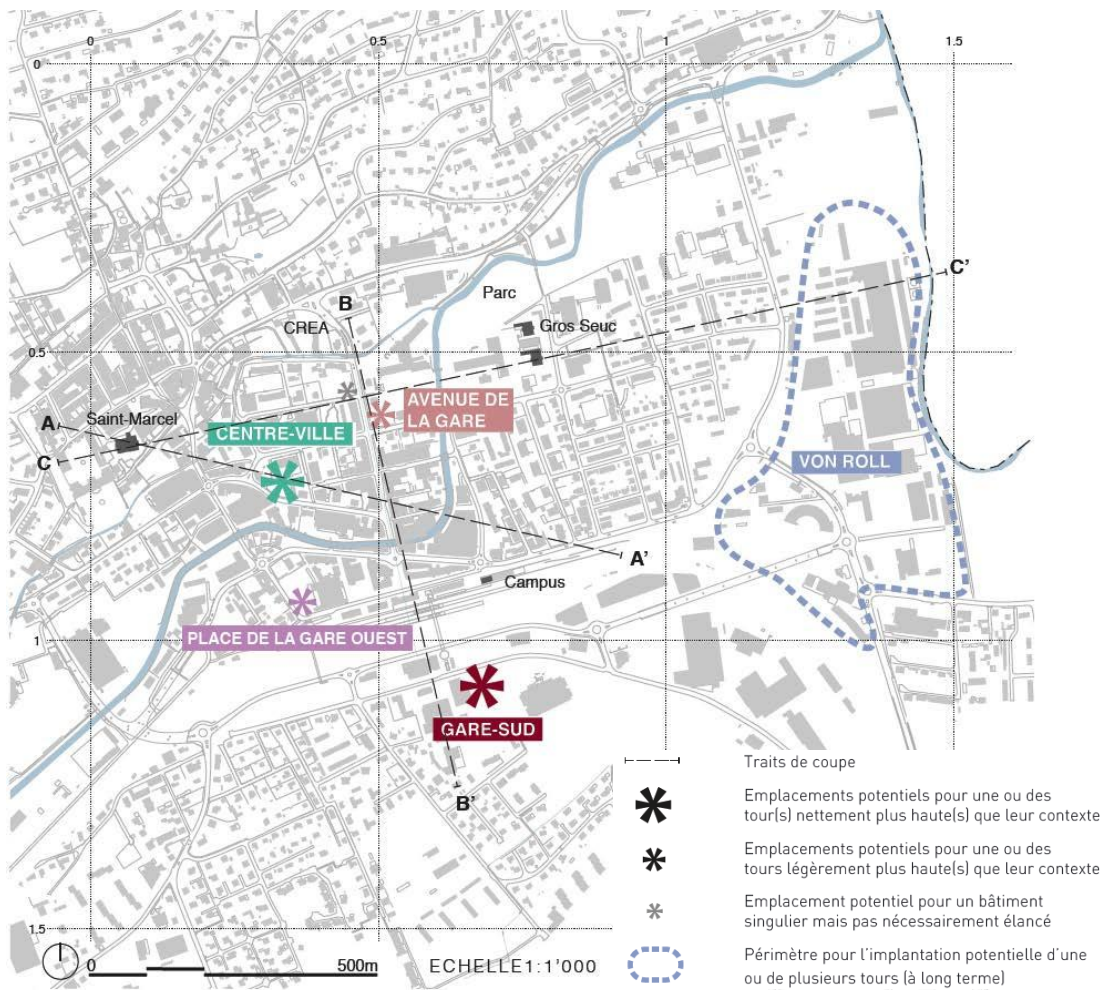 0
0.5
1
1.5
0
C'
Parc
B
CREA
Gros Seuc
0.5
AVENUE DE
LA GARE
A
Saint-Marcel
CENTRE-VILLE
C
VON ROLL
A'
Campus
PLACE DE LA GARE OUEST
1
GARE-SUD
B'
1.5
0
500m
ECHELLE1:1'000
Traits de coupe
Emplacements potentiels pour une ou des
tour(s) nettement plus haute(s) que leur contexte
Emplacements potentiels pour une ou des
tours légèrement plus haute(s) que leur contexte
Emplacement potentiel pour un bâtiment
singulier mais pas nécessairement élancé
Périmètre pour l'implantation potentielle d'une
ou de plusieurs tours (à long terme)